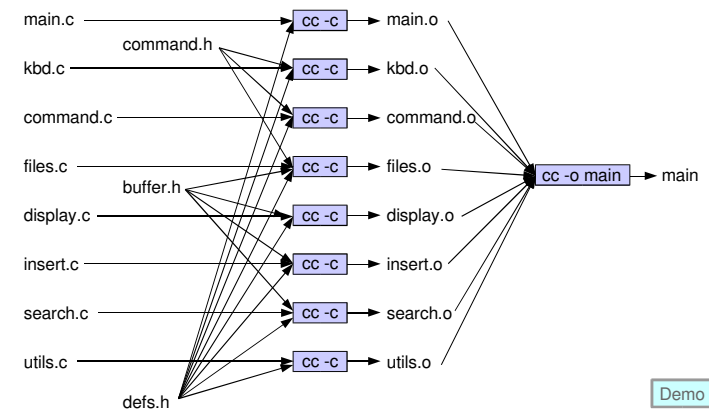 main.c cc -c main.o
command.h
kbd.c cc -c kbd.o
command.c cc -c command.o
files.c cc -c files.o
cc -o main main
buffer.h
display.c cc -c display.o
insert.c cc -c insert.o
search.c cc -c search.o
utils.c cc -c utils.o
Demo
defs.h